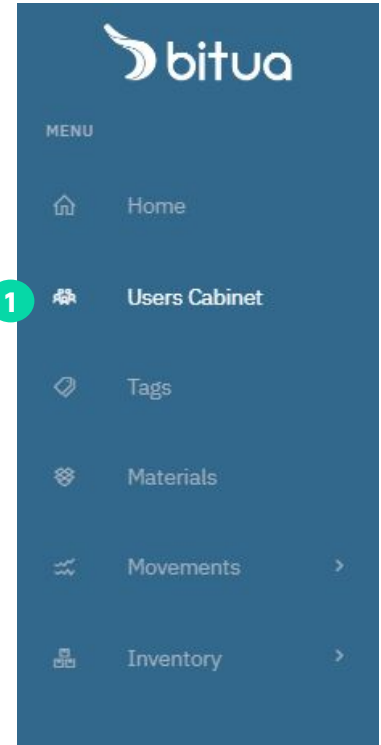 bitua
MENU
Home
1 Users Cabinet
Tags
Materials
Movements
Inventory